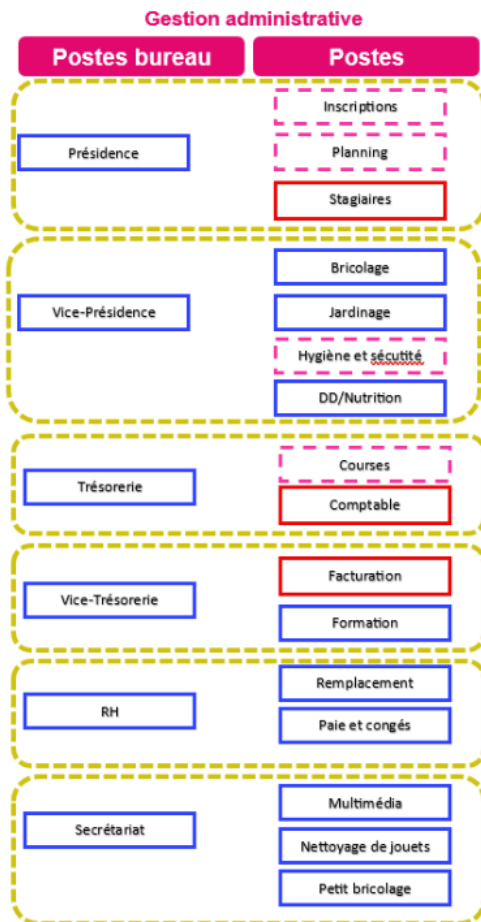 Gestion administrative
Postes bureau
Postes
Présidence
Inscriptions
Planning
Stagiaires
Vice-Présidence
Bricolage
Jardinage
Hygiène et sécutité
DD/Nutrition
Trésorerie
Courses
Comptable
Vice-Trésorerie
Facturation
Formation
RH
Remplacement
Paie et congés
Secrétariat
Multimédia
Nettoyage de jouets
Petit bricolage